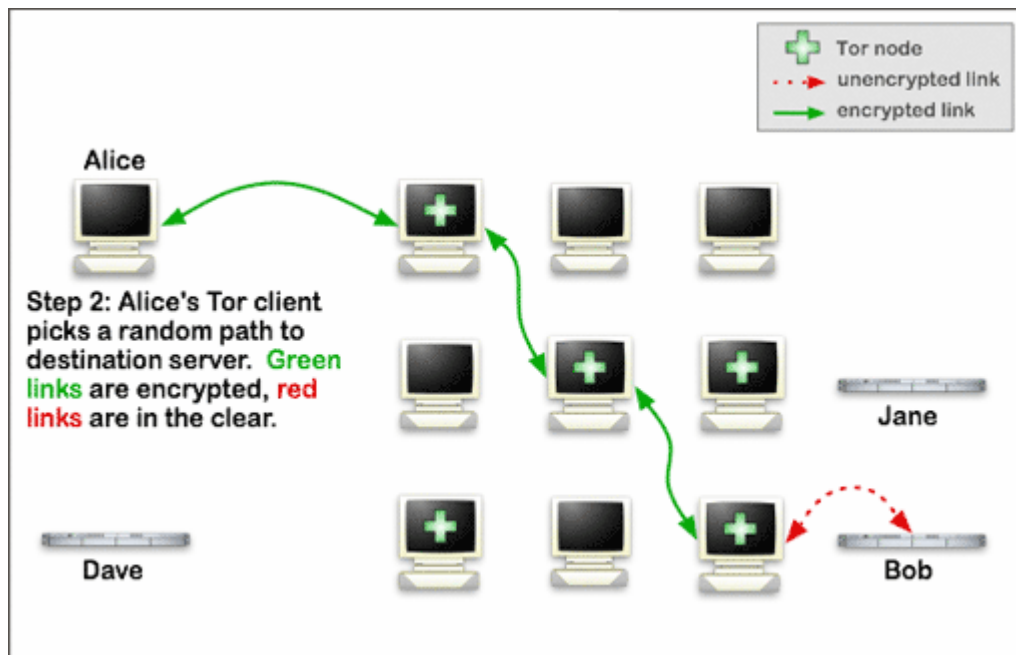 Tor node
unencrypted link
encrypted link
Alice
Step 2: Alice's Tor client
picks a random path to
destination server. Green
links are encrypted, red
links are in the clear.
Jane
Dave
Bob